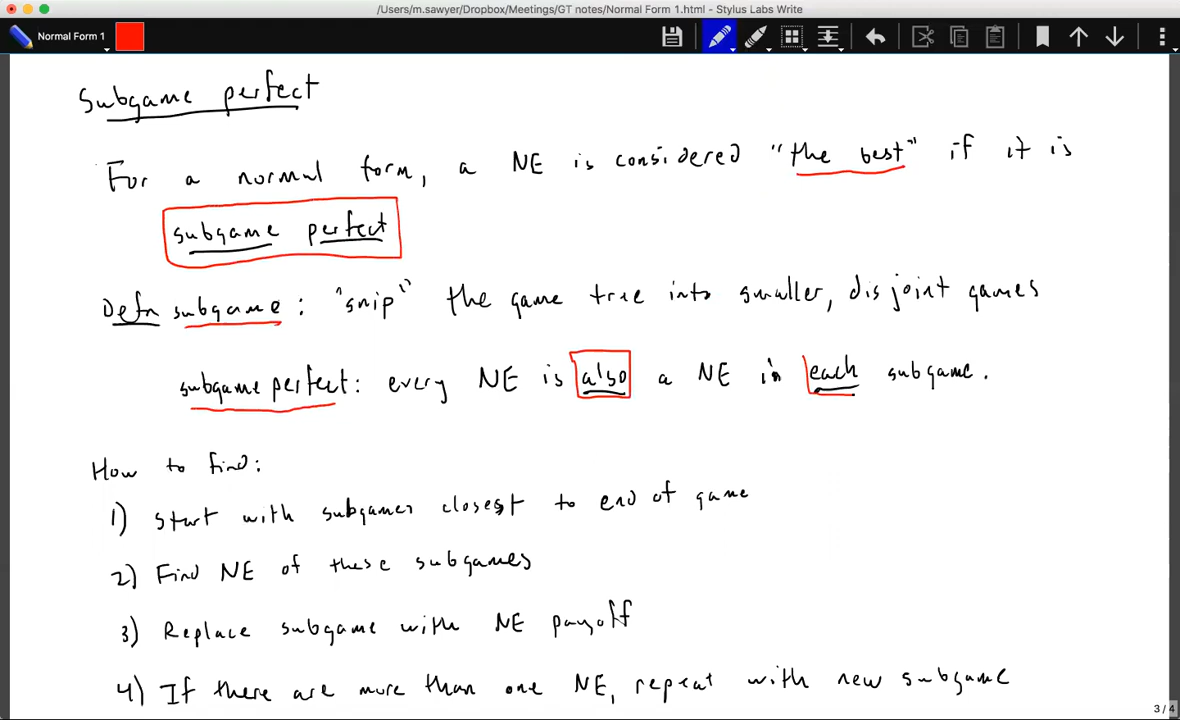 /Users/m.sawyer/Dropbox/Meetings/GT notes/Normal Form 1.html - Stylus Labs Write
Normal Form 1
Subgame perfect
For a normal form, a NE is considered "the best" if it is
subgame perfect
Defn subgame: "snip" the game tree into smaller, disjoint games
subgame perfect: every NE is also a NE in each subgame.
How to find:
1) Start with subgames closest to end of game
2) Find NE of these subgames
3) Replace subgame with NE payoff
4) If there are more than one NE, repeat with new subgame
3 / 4